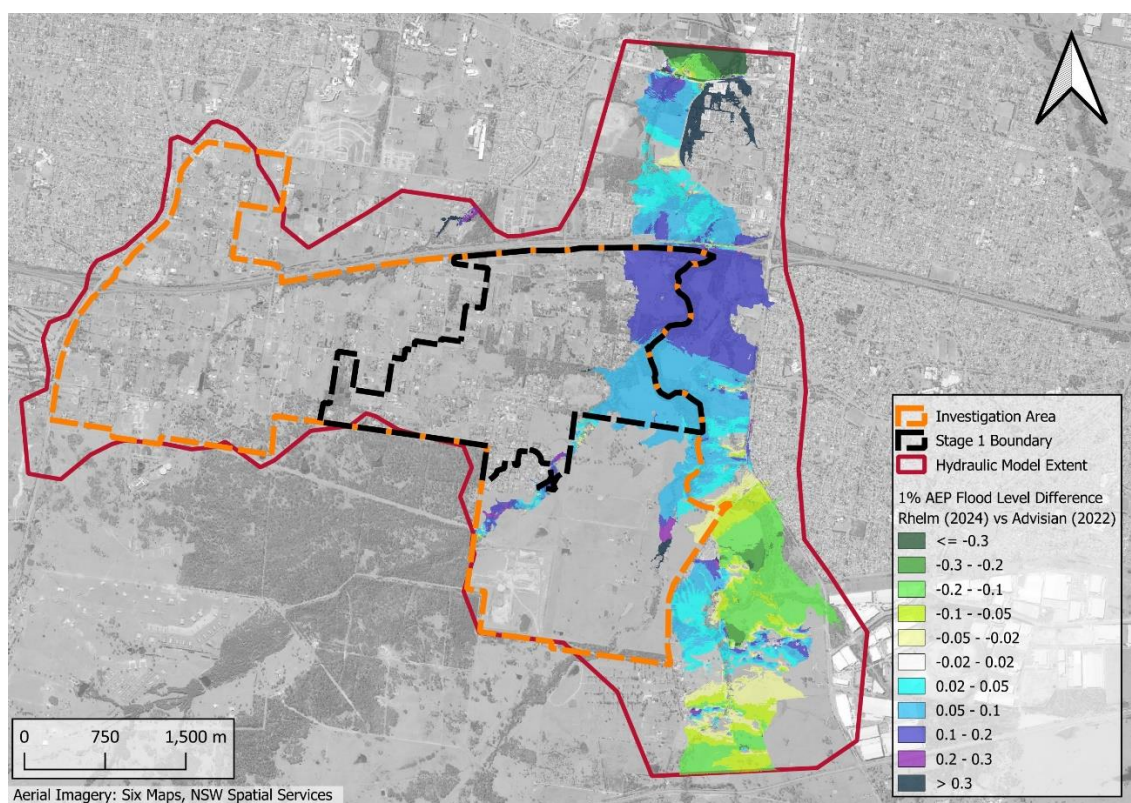 Investigation Area
Stage 1 Boundary
Hydraulic Model Extent
1% AEP Flood Level Difference
Rhelm (2024) vs Advisian (2022)
<= -0.3
-0.3 - -0.2
-0.2 - -0.1
-0.1 - -0.05
-0.05 - -0.02
-0.02 - 0.02
0.02 - 0.05
0.05 - 0.1
0.1 - 0.2
0.2 - 0.3
> 0.3
0 750 1,500 m
Aerial Imagery: Six Maps, NSW Spatial Services